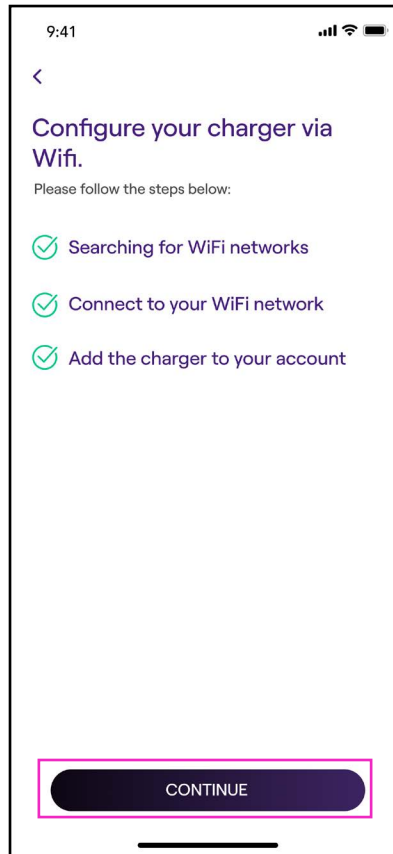 9:41
Configure your charger via
Wifi.
Please follow the steps below:
Searching for WiFi networks
Connect to your WiFi network
Add the charger to your account
CONTINUE